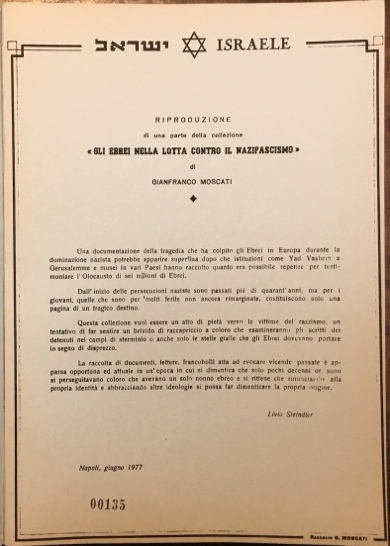 ישראל ISRAELE
RIPRODUZIONE
di una parte della collezione
« GLI EBREI NELLA LOTTA CONTRO IL NAZIFASCISMO »
di
GIANFRANCO MOSCATI
Una documentazione della tragedia che ha colpito gli Ebrei in Europa durante la
dominazione nazista potrebbe apparire superflua dopo che istituzioni come Yad Vashem a
Gerusalemme e musei in vari Paesi hanno raccolto quanto era possibile reperire per testi-
moniare l'Olocausto di sei milioni di Ebrei.
Dall'inizio delle persecuzioni naziste sono passati più di quarant'anni, ma per i
giovani, quelle che sono per molti ferite non ancora rimarginate, costituiscono solo una
pagina di un tragico destino.
Questa collezione vuol essere un atto di pietà verso le vittime del razzismo, un
tentativo di far sentire un brivido di raccapriccio a coloro che esamineranno gli scritti dei
detenuti nei campi di sterminio o anche solo le stelle gialle che gli Ebrei dovevano portare
in segno di disprezzo.
La raccolta di documenti, lettere, francobolli atta ad evocare vicende passate è ap-
parsa opportuna ed attuale in un'epoca in cui si dimentica che solo pochi decenni or sono
si perseguitavano coloro che avevano un solo nonno ebreo e si ritiene che rinunciando alla
propria identità e abbracciando altre ideologie si possa far dimenticare la propria origine.
Livio Steindler
Napoli, giugno 1977
00135
Raccolta G. MOSCATI